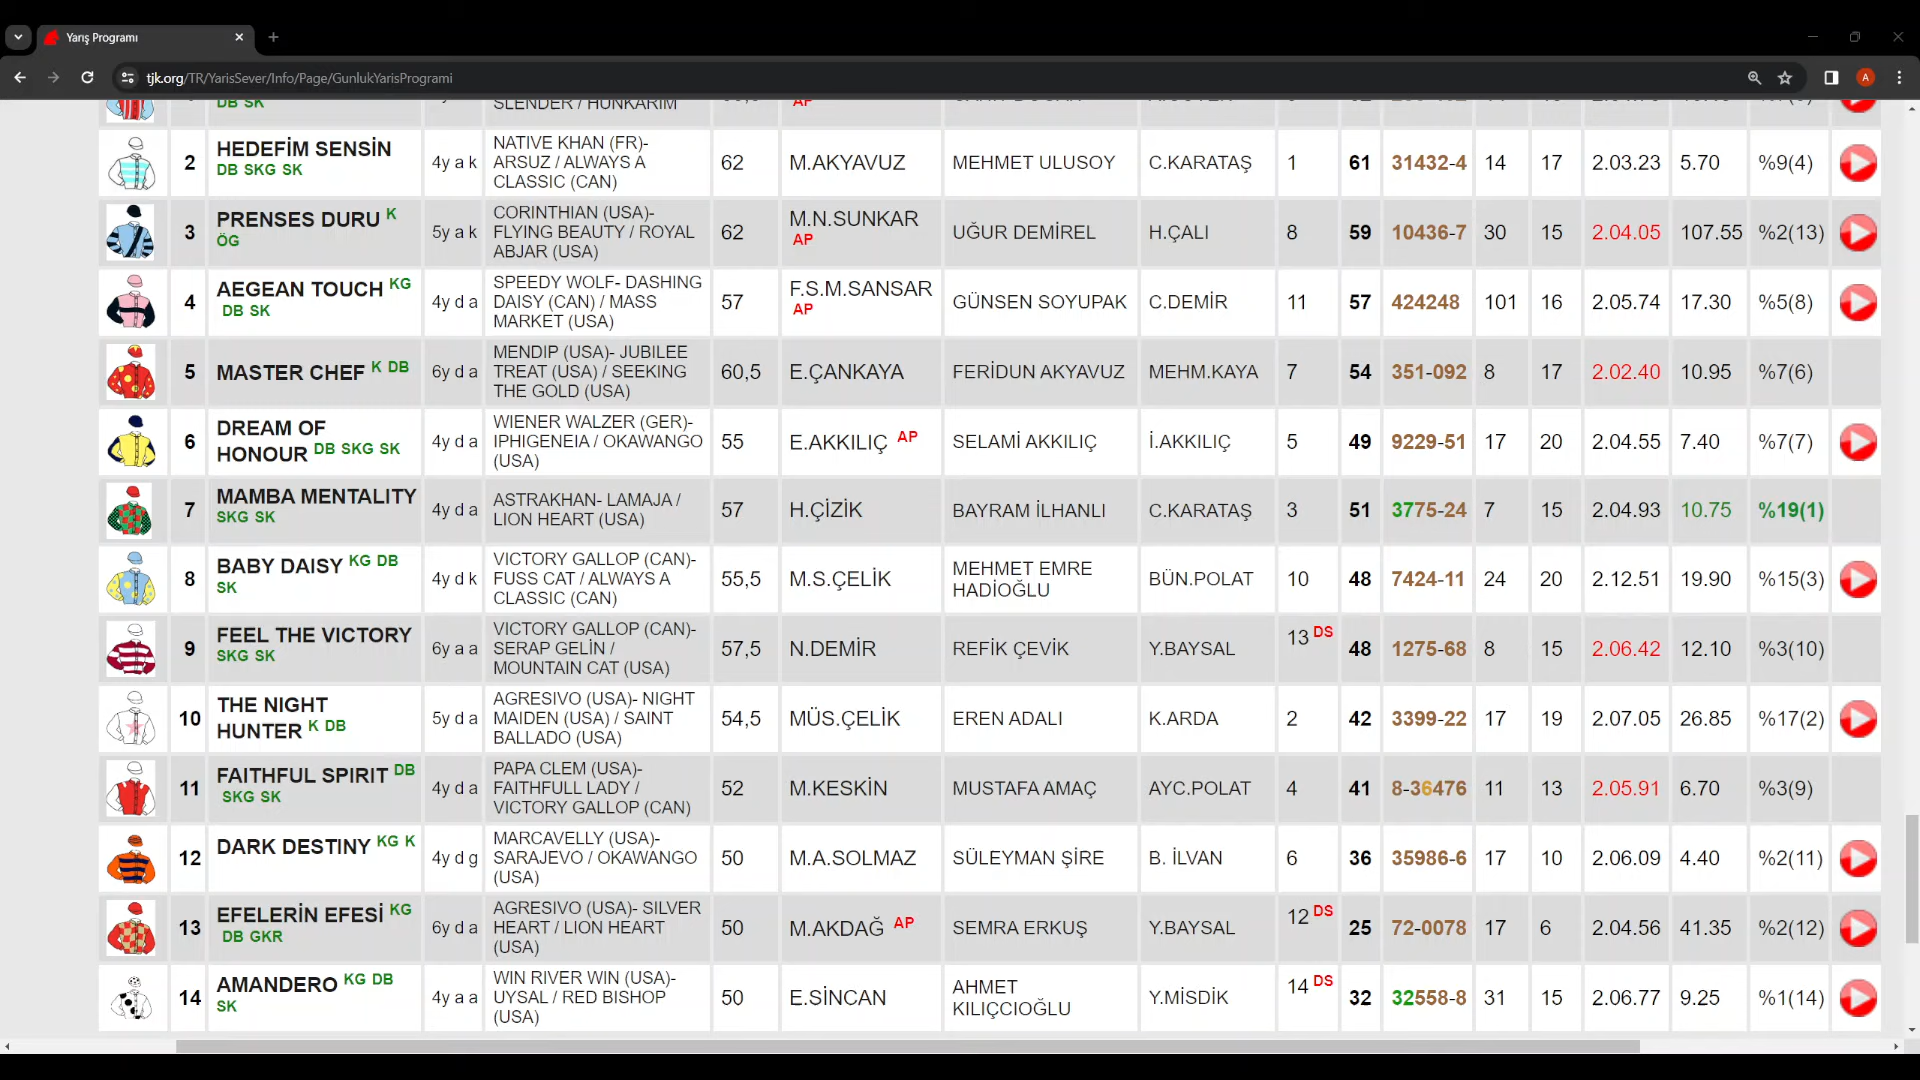 Yarış Programı
tjk.org/TR/YarisSever/Info/Page/GunlukYarisProgrami
A
DB SK SLENDER / HÜNKARIM AP
2 HEDEFİM SENSİN DB SKG SK 4y a k NATIVE KHAN (FR)- ARSUZ / ALWAYS A CLASSIC (CAN) 62 M.AKYAVUZ MEHMET ULUSOY C.KARATAŞ 1 61 31432-4 14 17 2.03.23 5.70 %9(4)
3 PRENSES DURU K ÖG 5y a k CORINTHIAN (USA)- FLYING BEAUTY / ROYAL ABJAR (USA) 62 M.N.SUNKAR AP UĞUR DEMİREL H.ÇALI 8 59 10436-7 30 15 2.04.05 107.55 %2(13)
4 AEGEAN TOUCH KG DB SK 4y d a SPEEDY WOLF- DASHING DAISY (CAN) / MASS MARKET (USA) 57 F.S.M.SANSAR AP GÜNSEN SOYUPAK C.DEMİR 11 57 424248 101 16 2.05.74 17.30 %5(8)
5 MASTER CHEF K DB 6y d a MENDIP (USA)- JUBILEE TREAT (USA) / SEEKING THE GOLD (USA) 60,5 E.ÇANKAYA FERİDUN AKYAVUZ MEHM.KAYA 7 54 351-092 8 17 2.02.40 10.95 %7(6)
6 DREAM OF HONOUR DB SKG SK 4y d a WIENER WALZER (GER)- IPHIGENEIA / OKAWANGO (USA) 55 E.AKKILIÇ AP SELAMİ AKKILIÇ İ.AKKILIÇ 5 49 9229-51 17 20 2.04.55 7.40 %7(7)
7 MAMBA MENTALITY SKG SK 4y d a ASTRAKHAN- LAMAJA / LION HEART (USA) 57 H.ÇİZİK BAYRAM İLHANLI C.KARATAŞ 3 51 3775-24 7 15 2.04.93 10.75 %19(1)
8 BABY DAISY KG DB SK 4y d k VICTORY GALLOP (CAN)- FUSS CAT / ALWAYS A CLASSIC (CAN) 55,5 M.S.ÇELİK MEHMET EMRE HADİOĞLU BÜN.POLAT 10 48 7424-11 24 20 2.12.51 19.90 %15(3)
9 FEEL THE VICTORY SKG SK 6y a a VICTORY GALLOP (CAN)- SERAP GELİN / MOUNTAIN CAT (USA) 57,5 N.DEMİR REFİK ÇEVİK Y.BAYSAL 13 DS 48 1275-68 8 15 2.06.42 12.10 %3(10)
10 THE NIGHT HUNTER K DB 5y d a AGRESIVO (USA)- NIGHT MAIDEN (USA) / SAINT BALLADO (USA) 54,5 MÜS.ÇELİK EREN ADALI K.ARDA 2 42 3399-22 17 19 2.07.05 26.85 %17(2)
11 FAITHFUL SPIRIT DB SKG SK 4y d a PAPA CLEM (USA)- FAITHFULL LADY / VICTORY GALLOP (CAN) 52 M.KESKİN MUSTAFA AMAÇ AYC.POLAT 4 41 8-36476 11 13 2.05.91 6.70 %3(9)
12 DARK DESTINY KG K 4y d g MARCAVELLY (USA)- SARAJEVO / OKAWANGO (USA) 50 M.A.SOLMAZ SÜLEYMAN ŞİRE B. İLVAN 6 36 35986-6 17 10 2.06.09 4.40 %2(11)
13 EFELERİN EFESİ KG DB GKR 6y d a AGRESIVO (USA)- SILVER HEART / LION HEART (USA) 50 M.AKDAĞ AP SEMRA ERKUŞ Y.BAYSAL 12 DS 25 72-0078 17 6 2.04.56 41.35 %2(12)
14 AMANDERO KG DB SK 4y a a WIN RIVER WIN (USA)- UYSAL / RED BISHOP (USA) 50 E.SİNCAN AHMET KILIÇCIOĞLU Y.MİSDİK 14 DS 32 32558-8 31 15 2.06.77 9.25 %1(14)